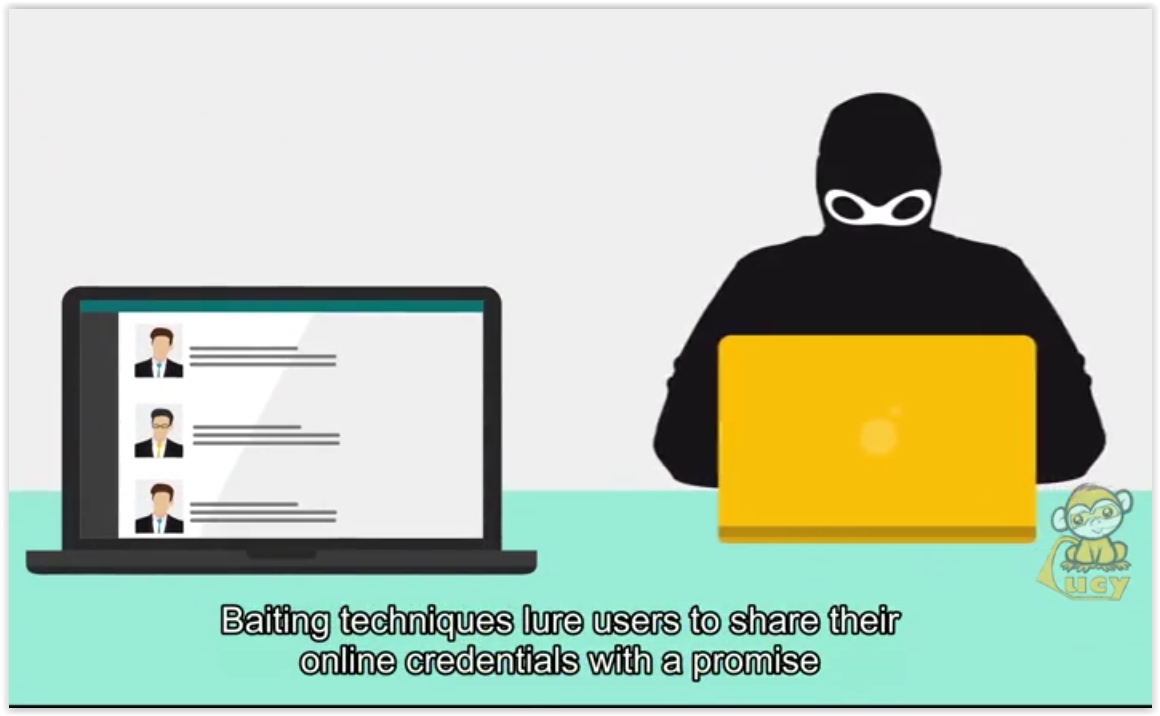 Baiting techniques lure users to share their
online credentials with a promise
Lucy